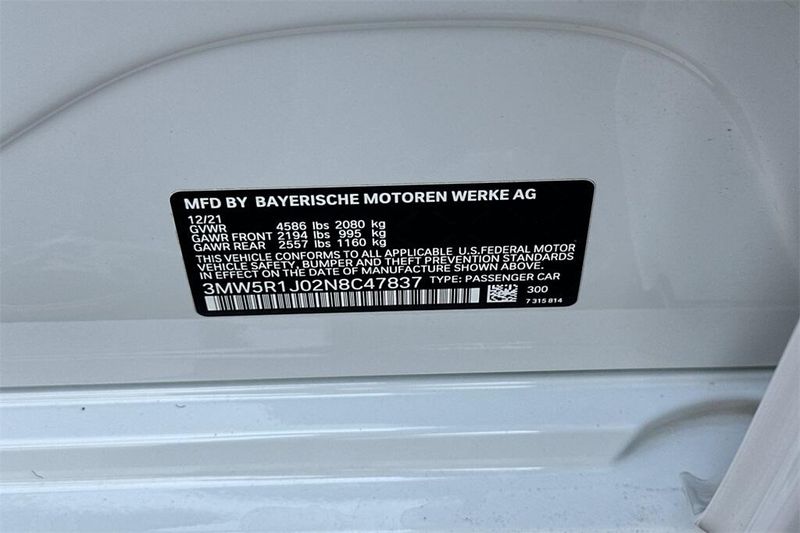 MFD BY BAYERISCHE MOTOREN WERKE AG
12/21
GVWR 4586 lbs 2080 kg
GAWR FRONT 2194 lbs 995 kg
GAWR REAR 2557 lbs 1160 kg
THIS VEHICLE CONFORMS TO ALL APPLICABLE U.S.FEDERAL MOTOR
VEHICLE SAFETY, BUMPER AND THEFT PREVENTION STANDARDS
IN EFFECT ON THE DATE OF MANUFACTURE SHOWN ABOVE.
3MW5R1J02N8C47837 TYPE: PASSENGER CAR
300
7 315 814